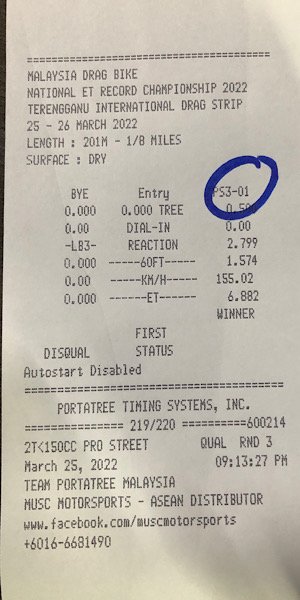 MALAYSIA DRAG BIKE
NATIONAL ET RECORD CHAMPIONSHIP 2022
TERENGGANU INTERNATIONAL DRAG STRIP
25 - 26 MARCH 2022
LENGTH : 201M - 1/8 MILES
SURFACE : DRY
BYE Entry PS3-01
0.000 0.000 TREE 0.500
0.00 DIAL-IN 0.00
-LB3- REACTION 2.799
0.000 ------60FT----- 1.574
0.00 ------KM/H----- 155.02
0.000 -------ET------ 6.882
WINNER
FIRST
DISQUAL STATUS
Autostart Disabled
PORTATREE TIMING SYSTEMS, INC.
=============== 219/220 ==========600214
2T<150CC PRO STREET QUAL RND 3
March 25, 2022 09:13:27 PM
TEAM PORTATREE MALAYSIA
MUSC MOTORSPORTS - ASEAN DISTRIBUTOR
www.facebook.com/muscmotorsports
+6016-6681490